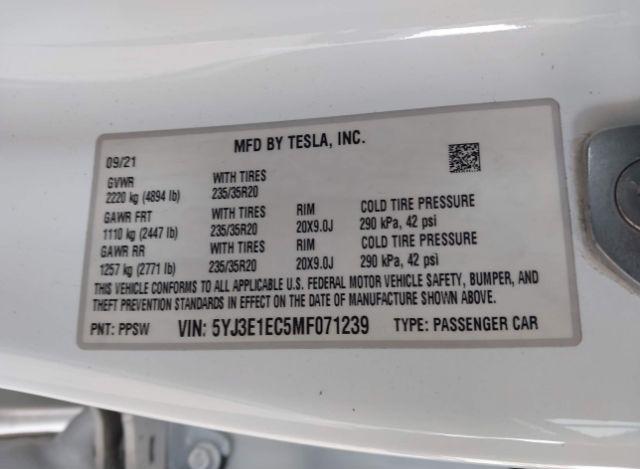 MFD BY TESLA, INC.
09/21
GVWR WITH TIRES
2220 kg (4894 lb) 235/35R20
GAWR FRT WITH TIRES RIM COLD TIRE PRESSURE
1110 kg (2447 lb) 235/35R20 20X9.0J 290 kPa, 42 psi
GAWR RR WITH TIRES RIM COLD TIRE PRESSURE
1257 kg (2771 lb) 235/35R20 20X9.0J 290 kPa, 42 psi
THIS VEHICLE CONFORMS TO ALL APPLICABLE U.S. FEDERAL MOTOR VEHICLE SAFETY, BUMPER, AND
THEFT PREVENTION STANDARDS IN EFFECT ON THE DATE OF MANUFACTURE SHOWN ABOVE.
PNT: PPSW VIN: 5YJ3E1EC5MF071239 TYPE: PASSENGER CAR